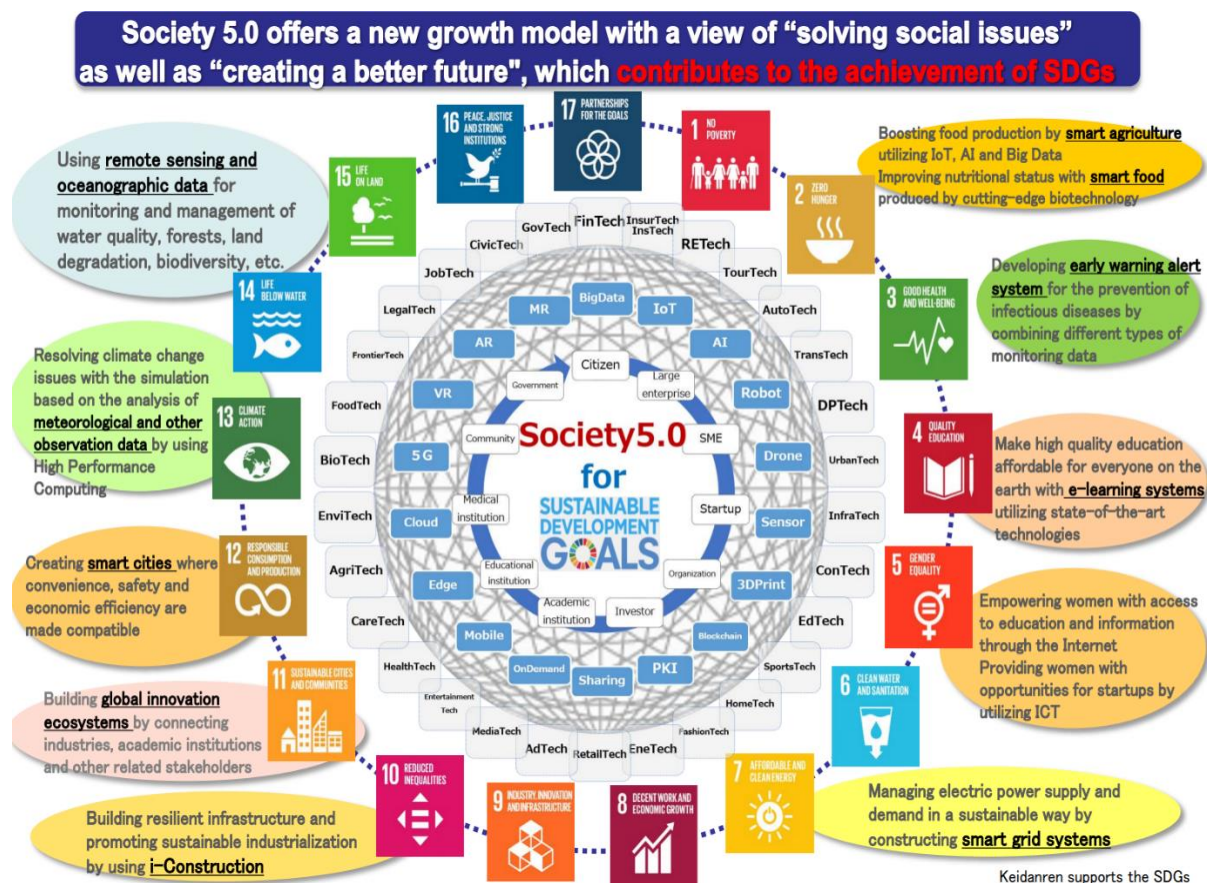 Society 5.0 offers a new growth model with a view of “solving social issues”
as well as “creating a better future", which contributes to the achievement of SDGs
16 PEACE, JUSTICE
AND STRONG
INSTITUTIONS
17 PARTNERSHIPS
FOR THE GOALS
1 NO
POVERTY
2 ZERO
HUNGER
3 GOOD HEALTH
AND WELL-BEING
4 QUALITY
EDUCATION
5 GENDER
EQUALITY
6 CLEAN WATER
AND SANITATION
7 AFFORDABLE AND
CLEAN ENERGY
8 DECENT WORK AND
ECONOMIC GROWTH
9 INDUSTRY, INNOVATION
AND INFRASTRUCTURE
10 REDUCED
INEQUALITIES
11 SUSTAINABLE CITIES
AND COMMUNITIES
12 RESPONSIBLE
CONSUMPTION
AND PRODUCTION
13 CLIMATE
ACTION
14 LIFE
BELOW WATER
15 LIFE
ON LAND
Using remote sensing and
oceanographic data for
monitoring and management of
water quality, forests, land
degradation, biodiversity, etc.
Resolving climate change
issues with the simulation
based on the analysis of
meteorological and other
observation data by using
High Performance
Computing
Creating smart cities where
convenience, safety and
economic efficiency are
made compatible
Building global innovation
ecosystems by connecting
industries, academic institutions
and other related stakeholders
Building resilient infrastructure and
promoting sustainable industrialization
by using i-Construction
Boosting food production by smart agriculture
utilizing IoT, AI and Big Data
Improving nutritional status with smart food
produced by cutting-edge biotechnology
Developing early warning alert
system for the prevention of
infectious diseases by
combining different types of
monitoring data
Make high quality education
affordable for everyone on the
earth with e-learning systems
utilizing state-of-the-art
technologies
Empowering women with access
to education and information
through the Internet
Providing women with
opportunities for startups by
utilizing ICT
Managing electric power supply and
demand in a sustainable way by
constructing smart grid systems
FinTech
InsurTech
InsTech
RETech
TourTech
AutoTech
TransTech
DPTech
UrbanTech
InfraTech
ConTech
EdTech
SportsTech
HomeTech
FashionTech
EneTech
RetailTech
AdTech
MediaTech
Entertainment
Tech
HealthTech
CareTech
AgriTech
EnviTech
BioTech
FoodTech
FrontierTech
LegalTech
JobTech
CivicTech
GovTech
BigData
IoT
AI
Robot
Drone
Sensor
3DPrint
Blockchain
PKI
Sharing
OnDemand
Mobile
Edge
Cloud
5G
VR
AR
MR
Citizen
Large
enterprise
SME
Startup
Organization
Investor
Academic
institution
Educational
institution
Medical
institution
Community
Government
Society5.0
for
SUSTAINABLE
DEVELOPMENT
GOALS
Keidanren supports the SDGs